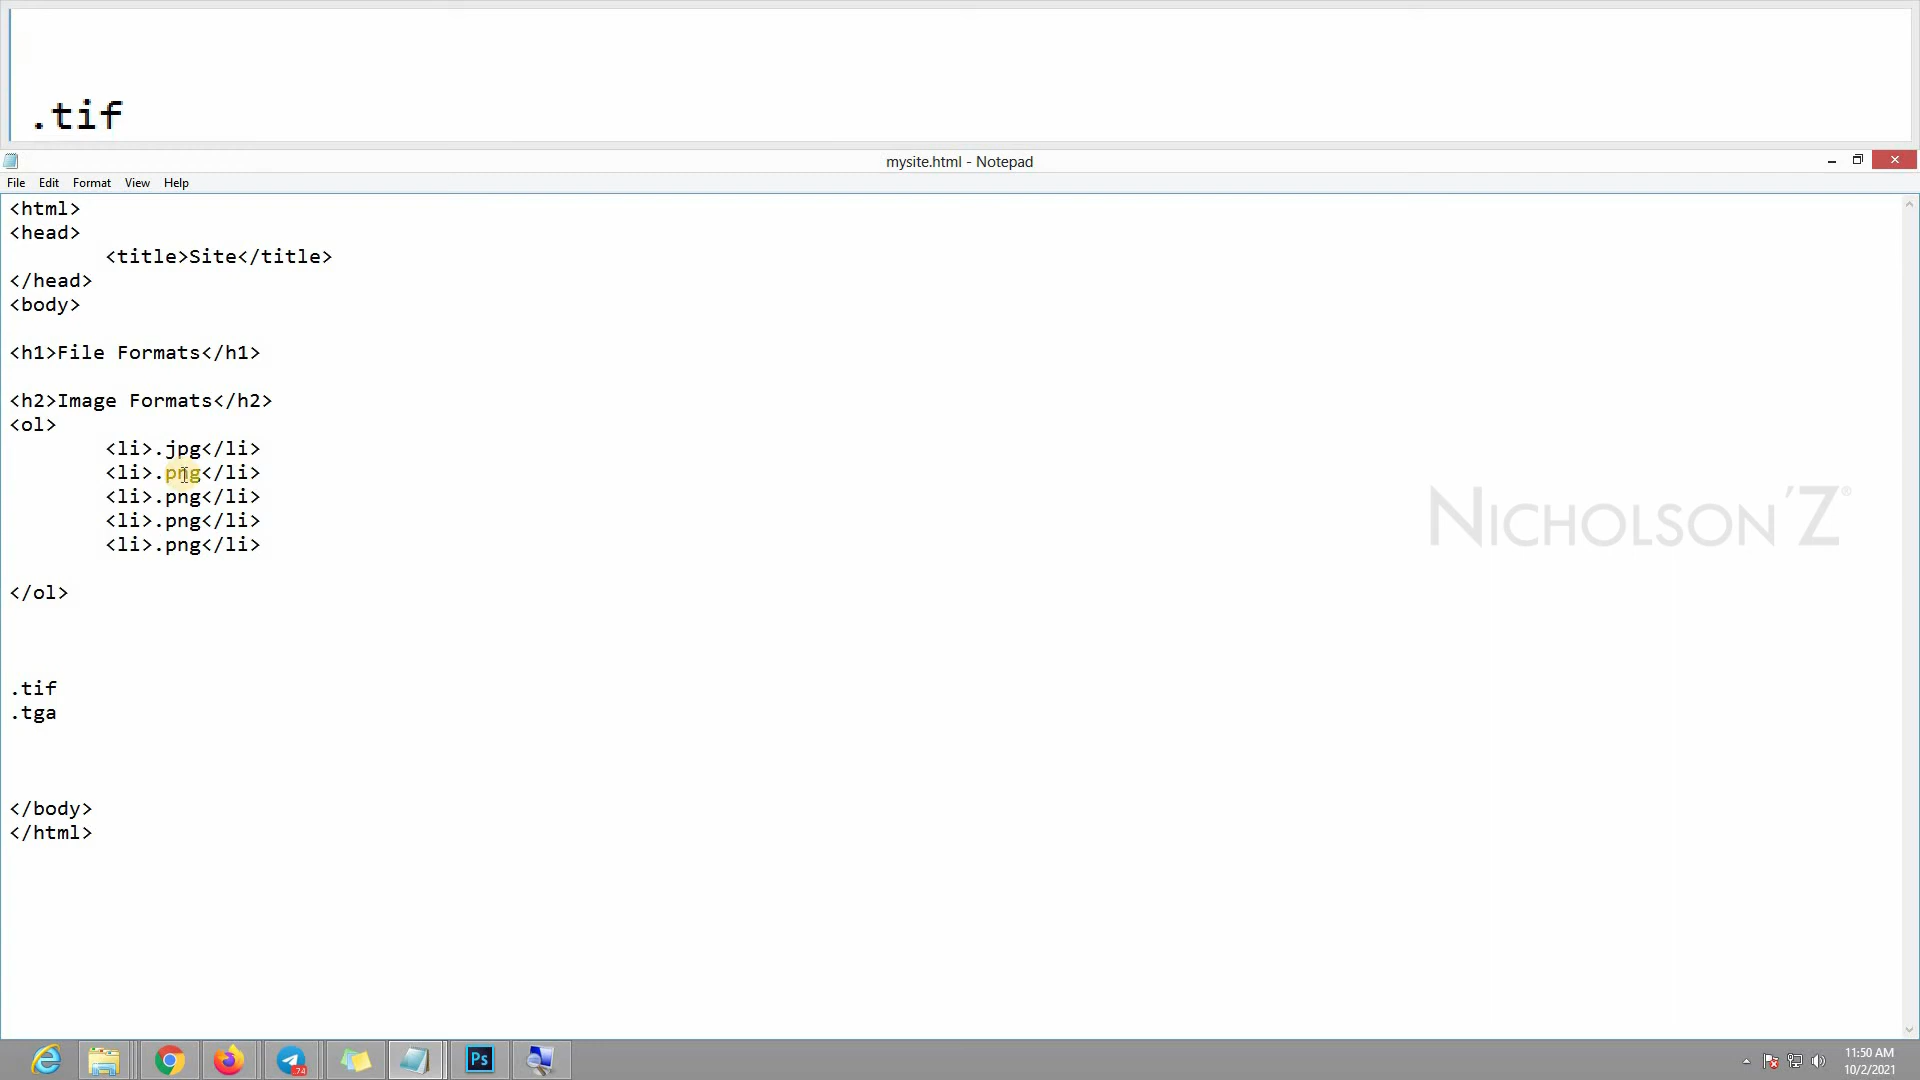 .tif
mysite.html - Notepad
File Edit Format View Help
<html>
<head>
<title>Site</title>
</head>
<body>
<h1>File Formats</h1>
<h2>Image Formats</h2>
<ol>
<li>.jpg</li>
<li>.png</li>
<li>.png</li>
<li>.png</li>
<li>.png</li>
</ol>
.tif
.tga
</body>
</html>
NICHOLSON'Z®
74
Ps
11:50 AM
10/2/2021